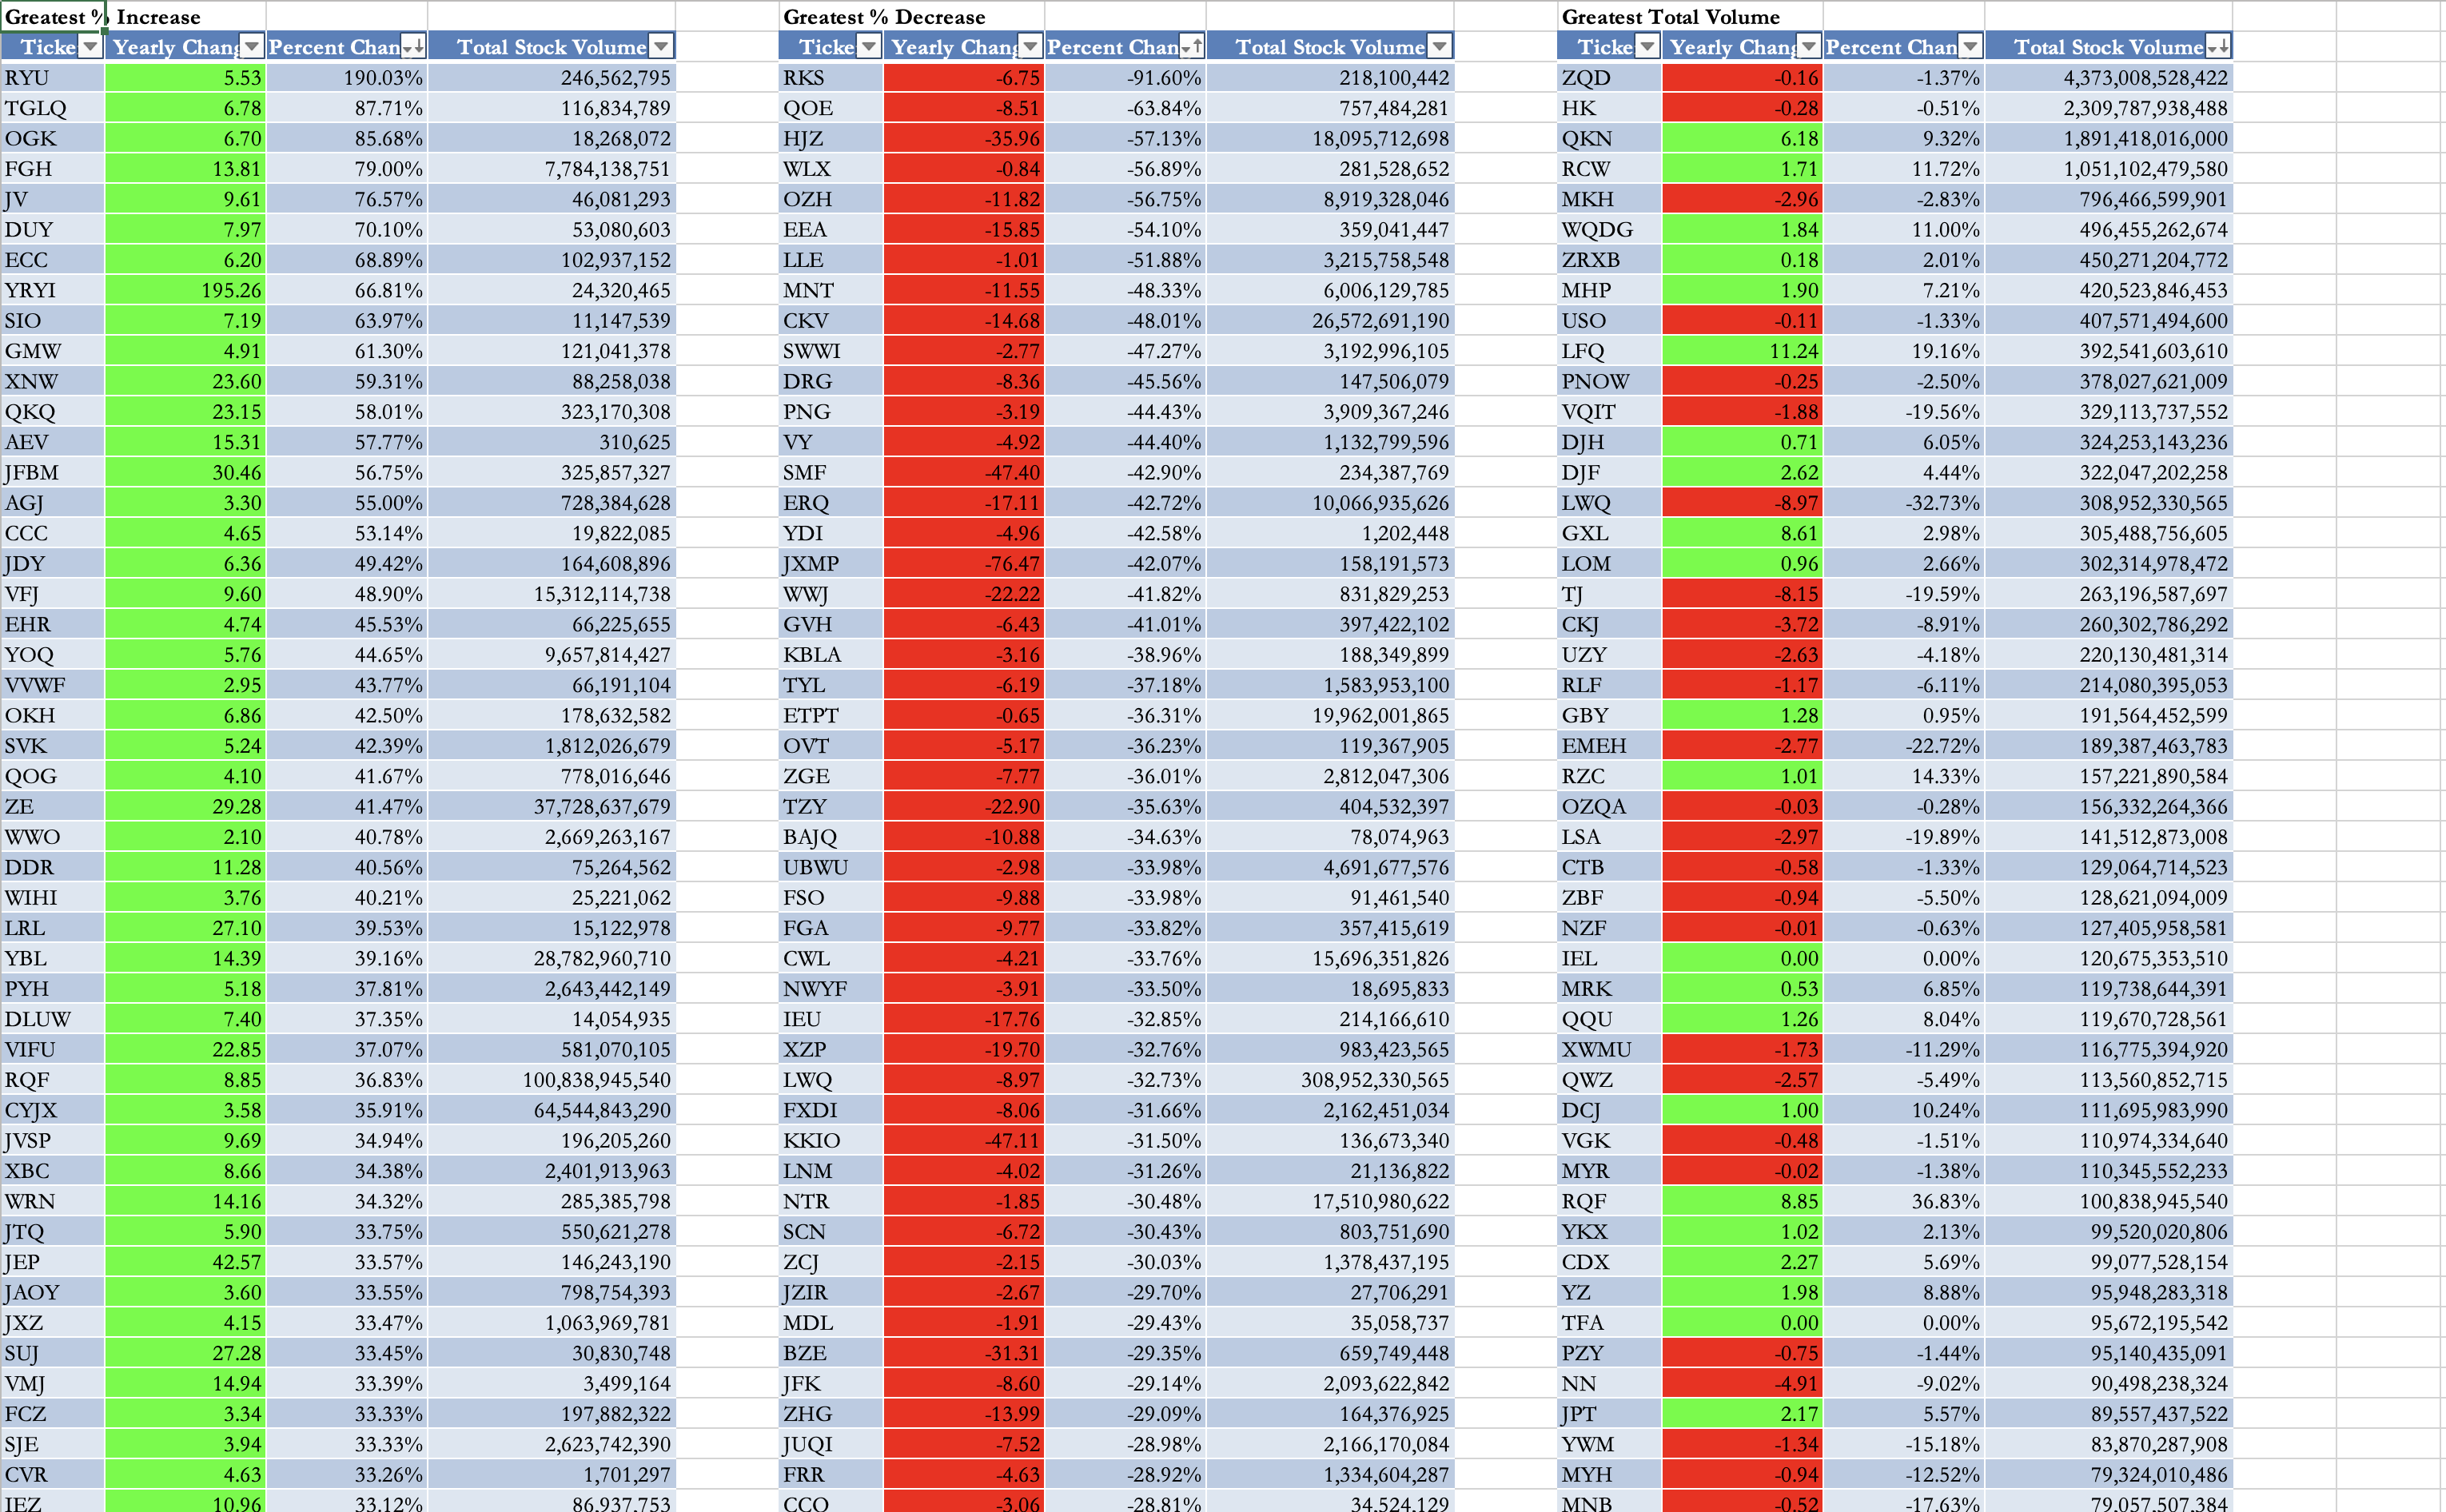 Greatest % Increase Greatest % Decrease Greatest Total Volume
Ticke Yearly Chang Percent Chan Total Stock Volume Ticke Yearly Chang Percent Chan Total Stock Volume Ticke Yearly Chang Percent Chan Total Stock Volume
RYU 5.53 190.03% 246,562,795 RKS -6.75 -91.60% 218,100,442 ZQD -0.16 -1.37% 4,373,008,528,422
TGLQ 6.78 87.71% 116,834,789 QOE -8.51 -63.84% 757,484,281 HK -0.28 -0.51% 2,309,787,938,488
OGK 6.70 85.68% 18,268,072 HJZ -35.96 -57.13% 18,095,712,698 QKN 6.18 9.32% 1,891,418,016,000
FGH 13.81 79.00% 7,784,138,751 WLX -0.84 -56.89% 281,528,652 RCW 1.71 11.72% 1,051,102,479,580
JV 9.61 76.57% 46,081,293 OZH -11.82 -56.75% 8,919,328,046 MKH -2.96 -2.83% 796,466,599,901
DUY 7.97 70.10% 53,080,603 EEA -15.85 -54.10% 359,041,447 WQDG 1.84 11.00% 496,455,262,674
ECC 6.20 68.89% 102,937,152 LLE -1.01 -51.88% 3,215,758,548 ZRXB 0.18 2.01% 450,271,204,772
YRYI 195.26 66.81% 24,320,465 MNT -11.55 -48.33% 6,006,129,785 MHP 1.90 7.21% 420,523,846,453
SIO 7.19 63.97% 11,147,539 CKV -14.68 -48.01% 26,572,691,190 USO -0.11 -1.33% 407,571,494,600
GMW 4.91 61.30% 121,041,378 SWWI -2.77 -47.27% 3,192,996,105 LFQ 11.24 19.16% 392,541,603,610
XNW 23.60 59.31% 88,258,038 DRG -8.36 -45.56% 147,506,079 PNOW -0.25 -2.50% 378,027,621,009
QKQ 23.15 58.01% 323,170,308 PNG -3.19 -44.43% 3,909,367,246 VQIT -1.88 -19.56% 329,113,737,552
AEV 15.31 57.77% 310,625 VY -4.92 -44.40% 1,132,799,596 DJH 0.71 6.05% 324,253,143,236
JFBM 30.46 56.75% 325,857,327 SMF -47.40 -42.90% 234,387,769 DJF 2.62 4.44% 322,047,202,258
AGJ 3.30 55.00% 728,384,628 ERQ -17.11 -42.72% 10,066,935,626 LWQ -8.97 -32.73% 308,952,330,565
CCC 4.65 53.14% 19,822,085 YDI -4.96 -42.58% 1,202,448 GXL 8.61 2.98% 305,488,756,605
JDY 6.36 49.42% 164,608,896 JXMP -76.47 -42.07% 158,191,573 LOM 0.96 2.66% 302,314,978,472
VFJ 9.60 48.90% 15,312,114,738 WWJ -22.22 -41.82% 831,829,253 TJ -8.15 -19.59% 263,196,587,697
EHR 4.74 45.53% 66,225,655 GVH -6.43 -41.01% 397,422,102 CKJ -3.72 -8.91% 260,302,786,292
YOQ 5.76 44.65% 9,657,814,427 KBLA -3.16 -38.96% 188,349,899 UZY -2.63 -4.18% 220,130,481,314
VVWF 2.95 43.77% 66,191,104 TYL -6.19 -37.18% 1,583,953,100 RLF -1.17 -6.11% 214,080,395,053
OKH 6.86 42.50% 178,632,582 ETPT -0.65 -36.31% 19,962,001,865 GBY 1.28 0.95% 191,564,452,599
SVK 5.24 42.39% 1,812,026,679 OVT -5.17 -36.23% 119,367,905 EMEH -2.77 -22.72% 189,387,463,783
QOG 4.10 41.67% 778,016,646 ZGE -7.77 -36.01% 2,812,047,306 RZC 1.01 14.33% 157,221,890,584
ZE 29.28 41.47% 37,728,637,679 TZY -22.90 -35.63% 404,532,397 OZQA -0.03 -0.28% 156,332,264,366
WWO 2.10 40.78% 2,669,263,167 BAJQ -10.88 -34.63% 78,074,963 LSA -2.97 -19.89% 141,512,873,008
DDR 11.28 40.56% 75,264,562 UBWU -2.98 -33.98% 4,691,677,576 CTB -0.58 -1.33% 129,064,714,523
WIHI 3.76 40.21% 25,221,062 FSO -9.88 -33.98% 91,461,540 ZBF -0.94 -5.50% 128,621,094,009
LRL 27.10 39.53% 15,122,978 FGA -9.77 -33.82% 357,415,619 NZF -0.01 -0.63% 127,405,958,581
YBL 14.39 39.16% 28,782,960,710 CWL -4.21 -33.76% 15,696,351,826 IEL 0.00 0.00% 120,675,353,510
PYH 5.18 37.81% 2,643,442,149 NWYF -3.91 -33.50% 18,695,833 MRK 0.53 6.85% 119,738,644,391
DLUW 7.40 37.35% 14,054,935 IEU -17.76 -32.85% 214,166,610 QQU 1.26 8.04% 119,670,728,561
VIFU 22.85 37.07% 581,070,105 XZP -19.70 -32.76% 983,423,565 XWMU -1.73 -11.29% 116,775,394,920
RQF 8.85 36.83% 100,838,945,540 LWQ -8.97 -32.73% 308,952,330,565 QWZ -2.57 -5.49% 113,560,852,715
CYJX 3.58 35.91% 64,544,843,290 FXDI -8.06 -31.66% 2,162,451,034 DCJ 1.00 10.24% 111,695,983,990
JVSP 9.69 34.94% 196,205,260 KKIO -47.11 -31.50% 136,673,340 VGK -0.48 -1.51% 110,974,334,640
XBC 8.66 34.38% 2,401,913,963 LNM -4.02 -31.26% 21,136,822 MYR -0.02 -1.38% 110,345,552,233
WRN 14.16 34.32% 285,385,798 NTR -1.85 -30.48% 17,510,980,622 RQF 8.85 36.83% 100,838,945,540
JTQ 5.90 33.75% 550,621,278 SCN -6.72 -30.43% 803,751,690 YKX 1.02 2.13% 99,520,020,806
JEP 42.57 33.57% 146,243,190 ZCJ -2.15 -30.03% 1,378,437,195 CDX 2.27 5.69% 99,077,528,154
JAOY 3.60 33.55% 798,754,393 JZIR -2.67 -29.70% 27,706,291 YZ 1.98 8.88% 95,948,283,318
JXZ 4.15 33.47% 1,063,969,781 MDL -1.91 -29.43% 35,058,737 TFA 0.00 0.00% 95,672,195,542
SUJ 27.28 33.45% 30,830,748 BZE -31.31 -29.35% 659,749,448 PZY -0.75 -1.44% 95,140,435,091
VMJ 14.94 33.39% 3,499,164 JFK -8.60 -29.14% 2,093,622,842 NN -4.91 -9.02% 90,498,238,324
FCZ 3.34 33.33% 197,882,322 ZHG -13.99 -29.09% 164,376,925 JPT 2.17 5.57% 89,557,437,522
SJE 3.94 33.33% 2,623,742,390 JUQI -7.52 -28.98% 2,166,170,084 YWM -1.34 -15.18% 83,870,287,908
CVR 4.63 33.26% 1,701,297 FRR -4.63 -28.92% 1,334,604,287 MYH -0.94 -12.52% 79,324,010,486
IEZ 10.96 33.12% 86,937,753 CCO -3.06 -28.81% 34,524,129 MNB -0.52 -17.63% 79,057,507,384